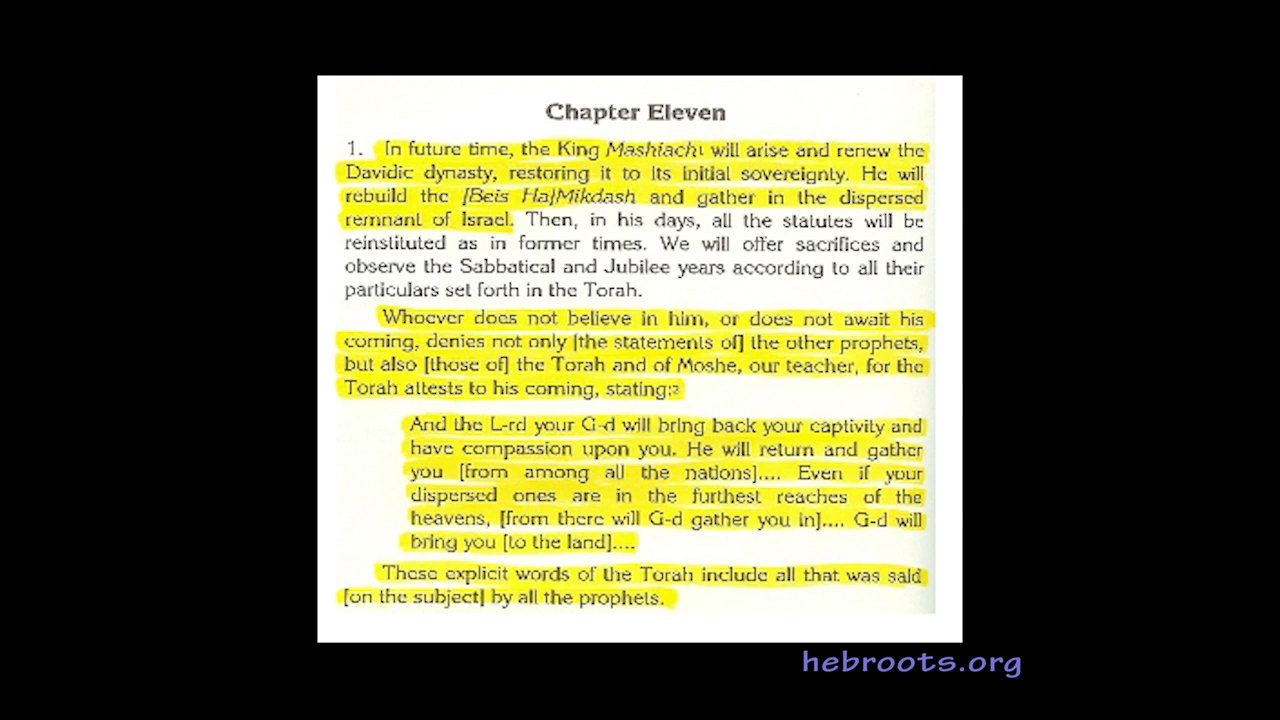 Chapter Eleven
1. In future time, the King Mashiach1 will arise and renew the
Davidic dynasty, restoring it to its initial sovereignty. He will
rebuild the [Beis Ha]Mikdash and gather in the dispersed
remnant of Israel. Then, in his days, all the statutes will be
reinstituted as in former times. We will offer sacrifices and
observe the Sabbatical and Jubilee years according to all their
particulars set forth in the Torah.
Whoever does not believe in him, or does not await his
coming, denies not only [the statements of] the other prophets,
but also [those of] the Torah and of Moshe, our teacher, for the
Torah attests to his coming, stating:2
And the L-rd your G-d will bring back your captivity and
have compassion upon you. He will return and gather
you [from among all the nations].... Even if your
dispersed ones are in the furthest reaches of the
heavens, [from there will G-d gather you in].... G-d will
bring you [to the land]....
These explicit words of the Torah include all that was said
[on the subject] by all the prophets.
hebroots.org